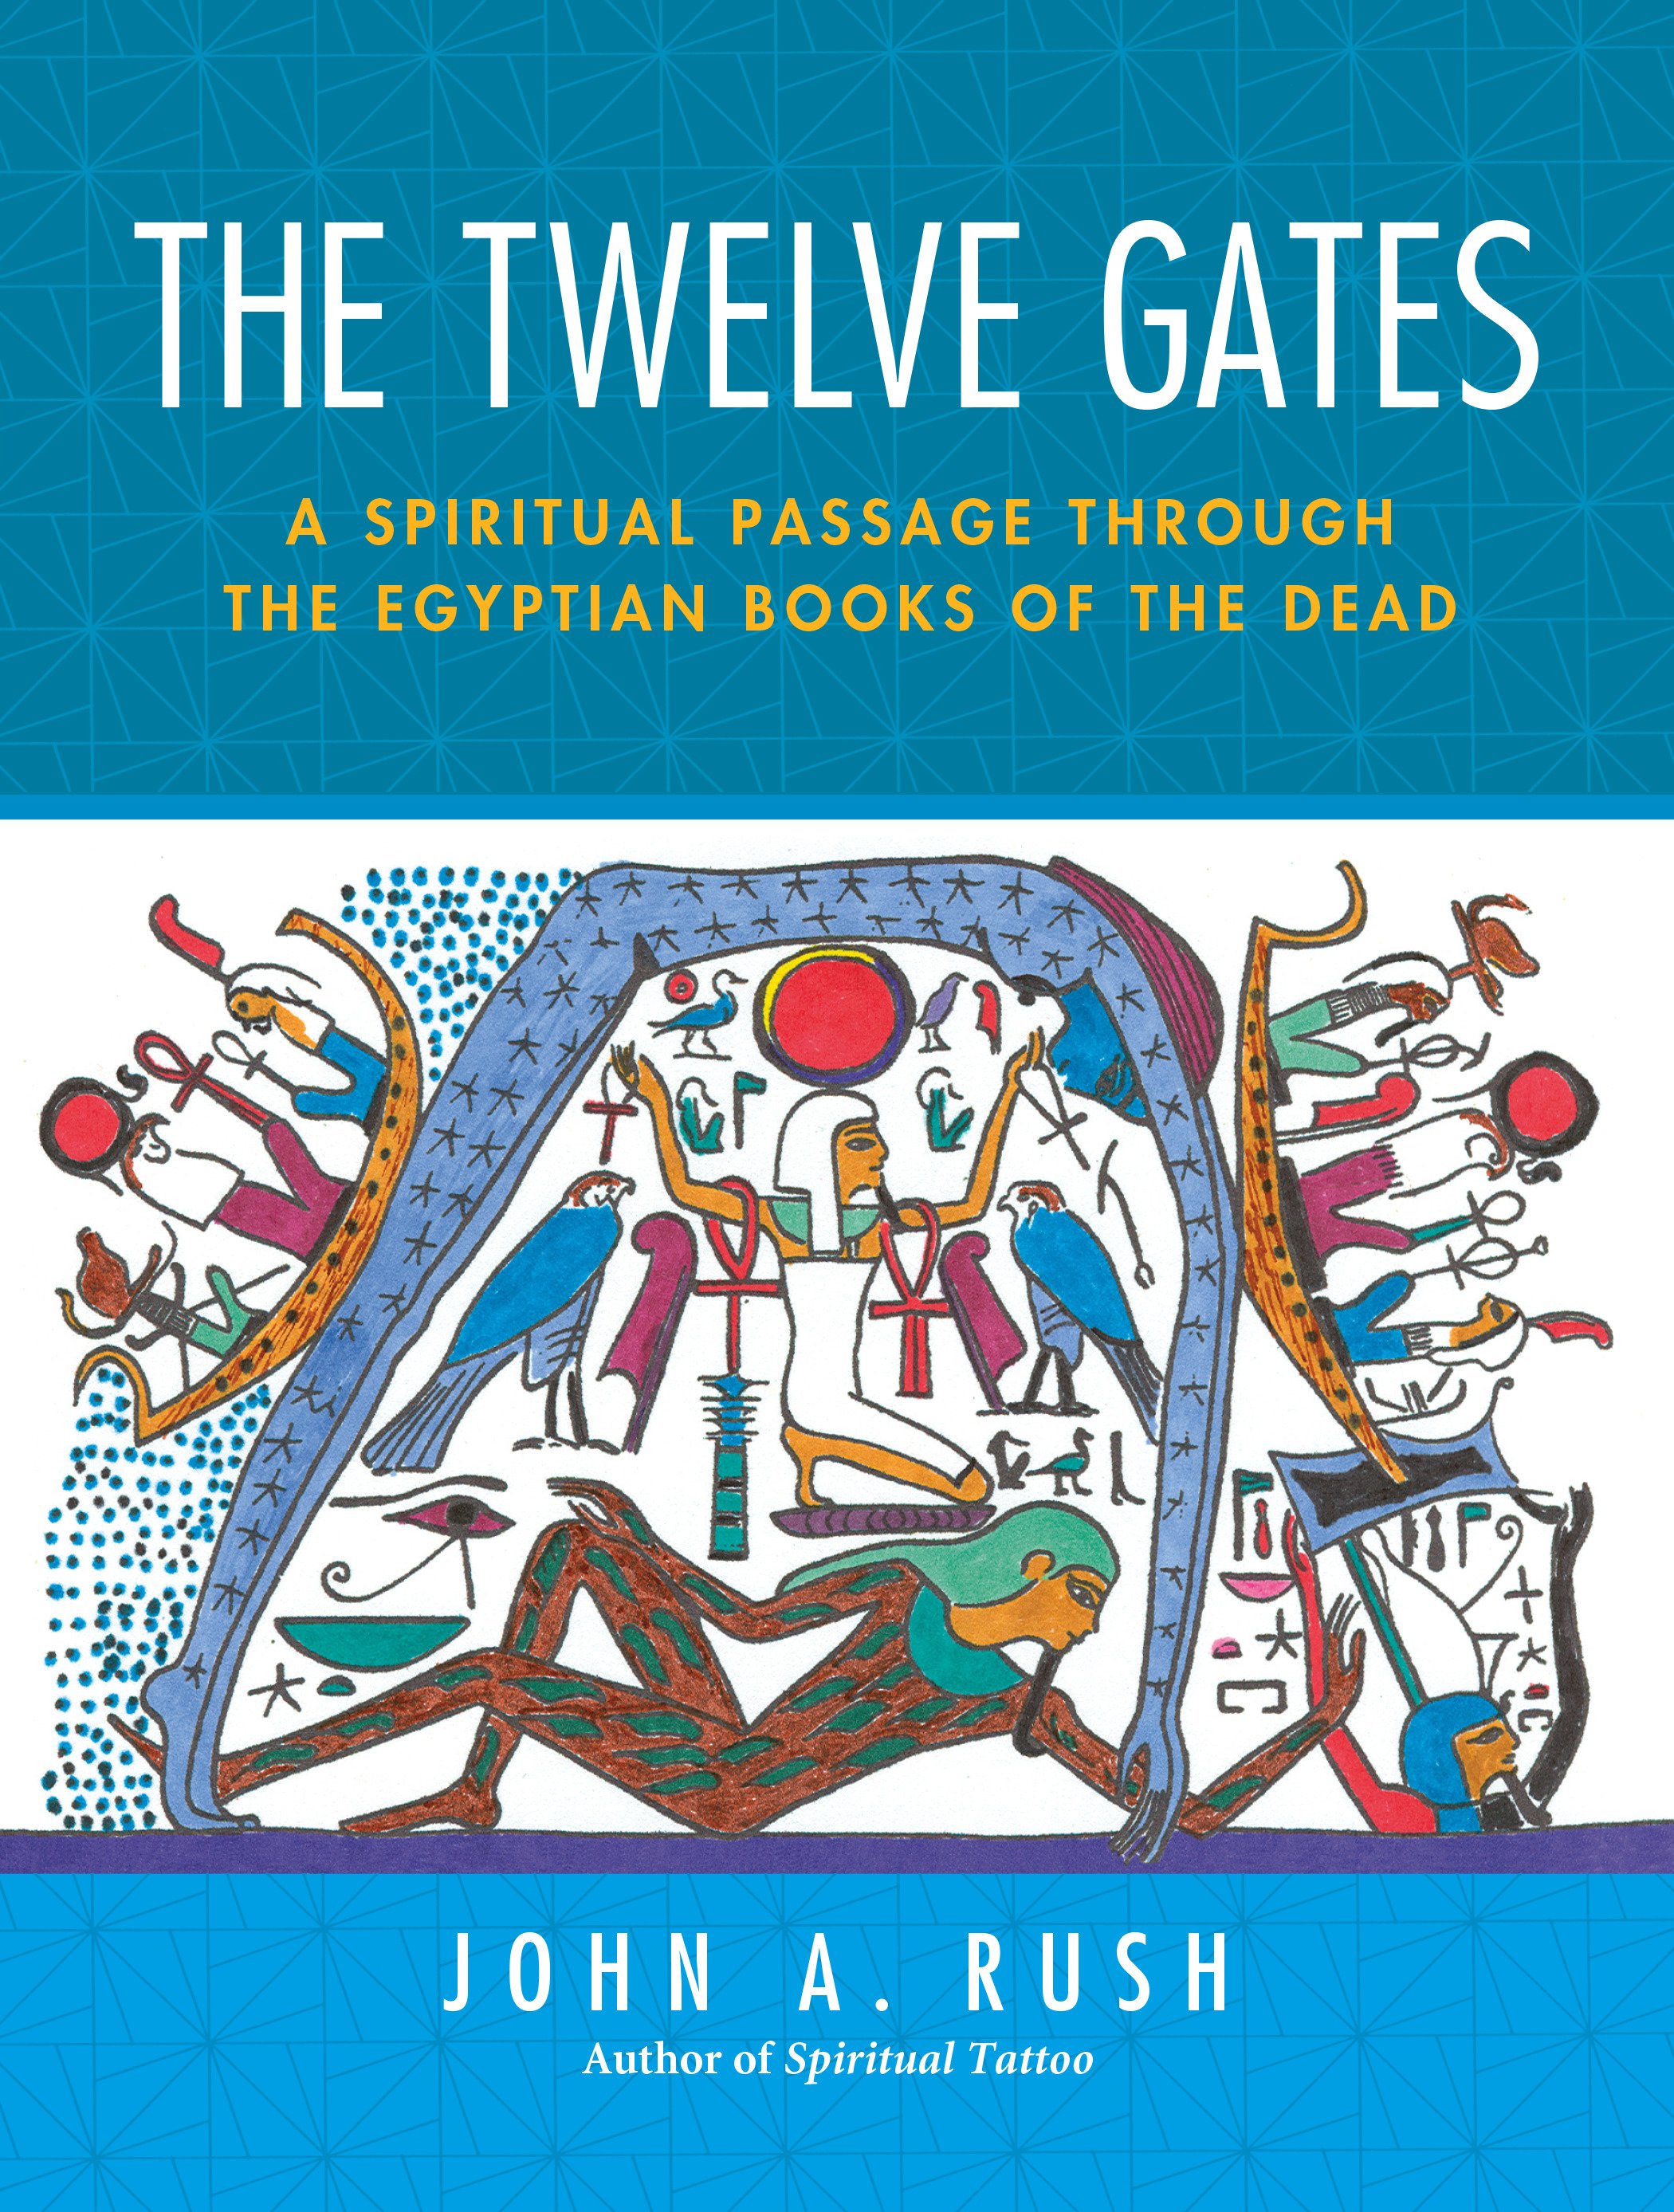 THE TWELVE GATES
A SPIRITUAL PASSAGE THROUGH
THE EGYPTIAN BOOKS OF THE DEAD
JOHN A. RUSH
Author of Spiritual Tattoo